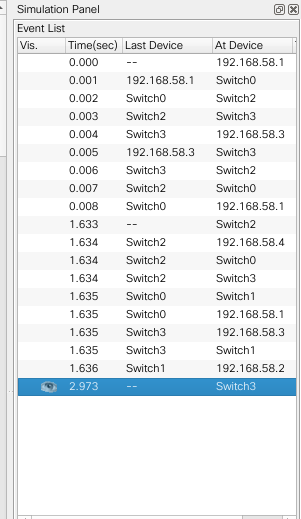 Simulation Panel
Event List
Vis. Time(sec) Last Device At Device
0.000 -- 192.168.58.1
0.001 192.168.58.1 Switch0
0.002 Switch0 Switch2
0.003 Switch2 Switch3
0.004 Switch3 192.168.58.3
0.005 192.168.58.3 Switch3
0.006 Switch3 Switch2
0.007 Switch2 Switch0
0.008 Switch0 192.168.58.1
1.633 -- Switch2
1.634 Switch2 192.168.58.4
1.634 Switch2 Switch0
1.634 Switch2 Switch3
1.635 Switch0 Switch1
1.635 Switch0 192.168.58.1
1.635 Switch3 192.168.58.3
1.635 Switch3 Switch1
1.636 Switch1 192.168.58.2
2.973 -- Switch3